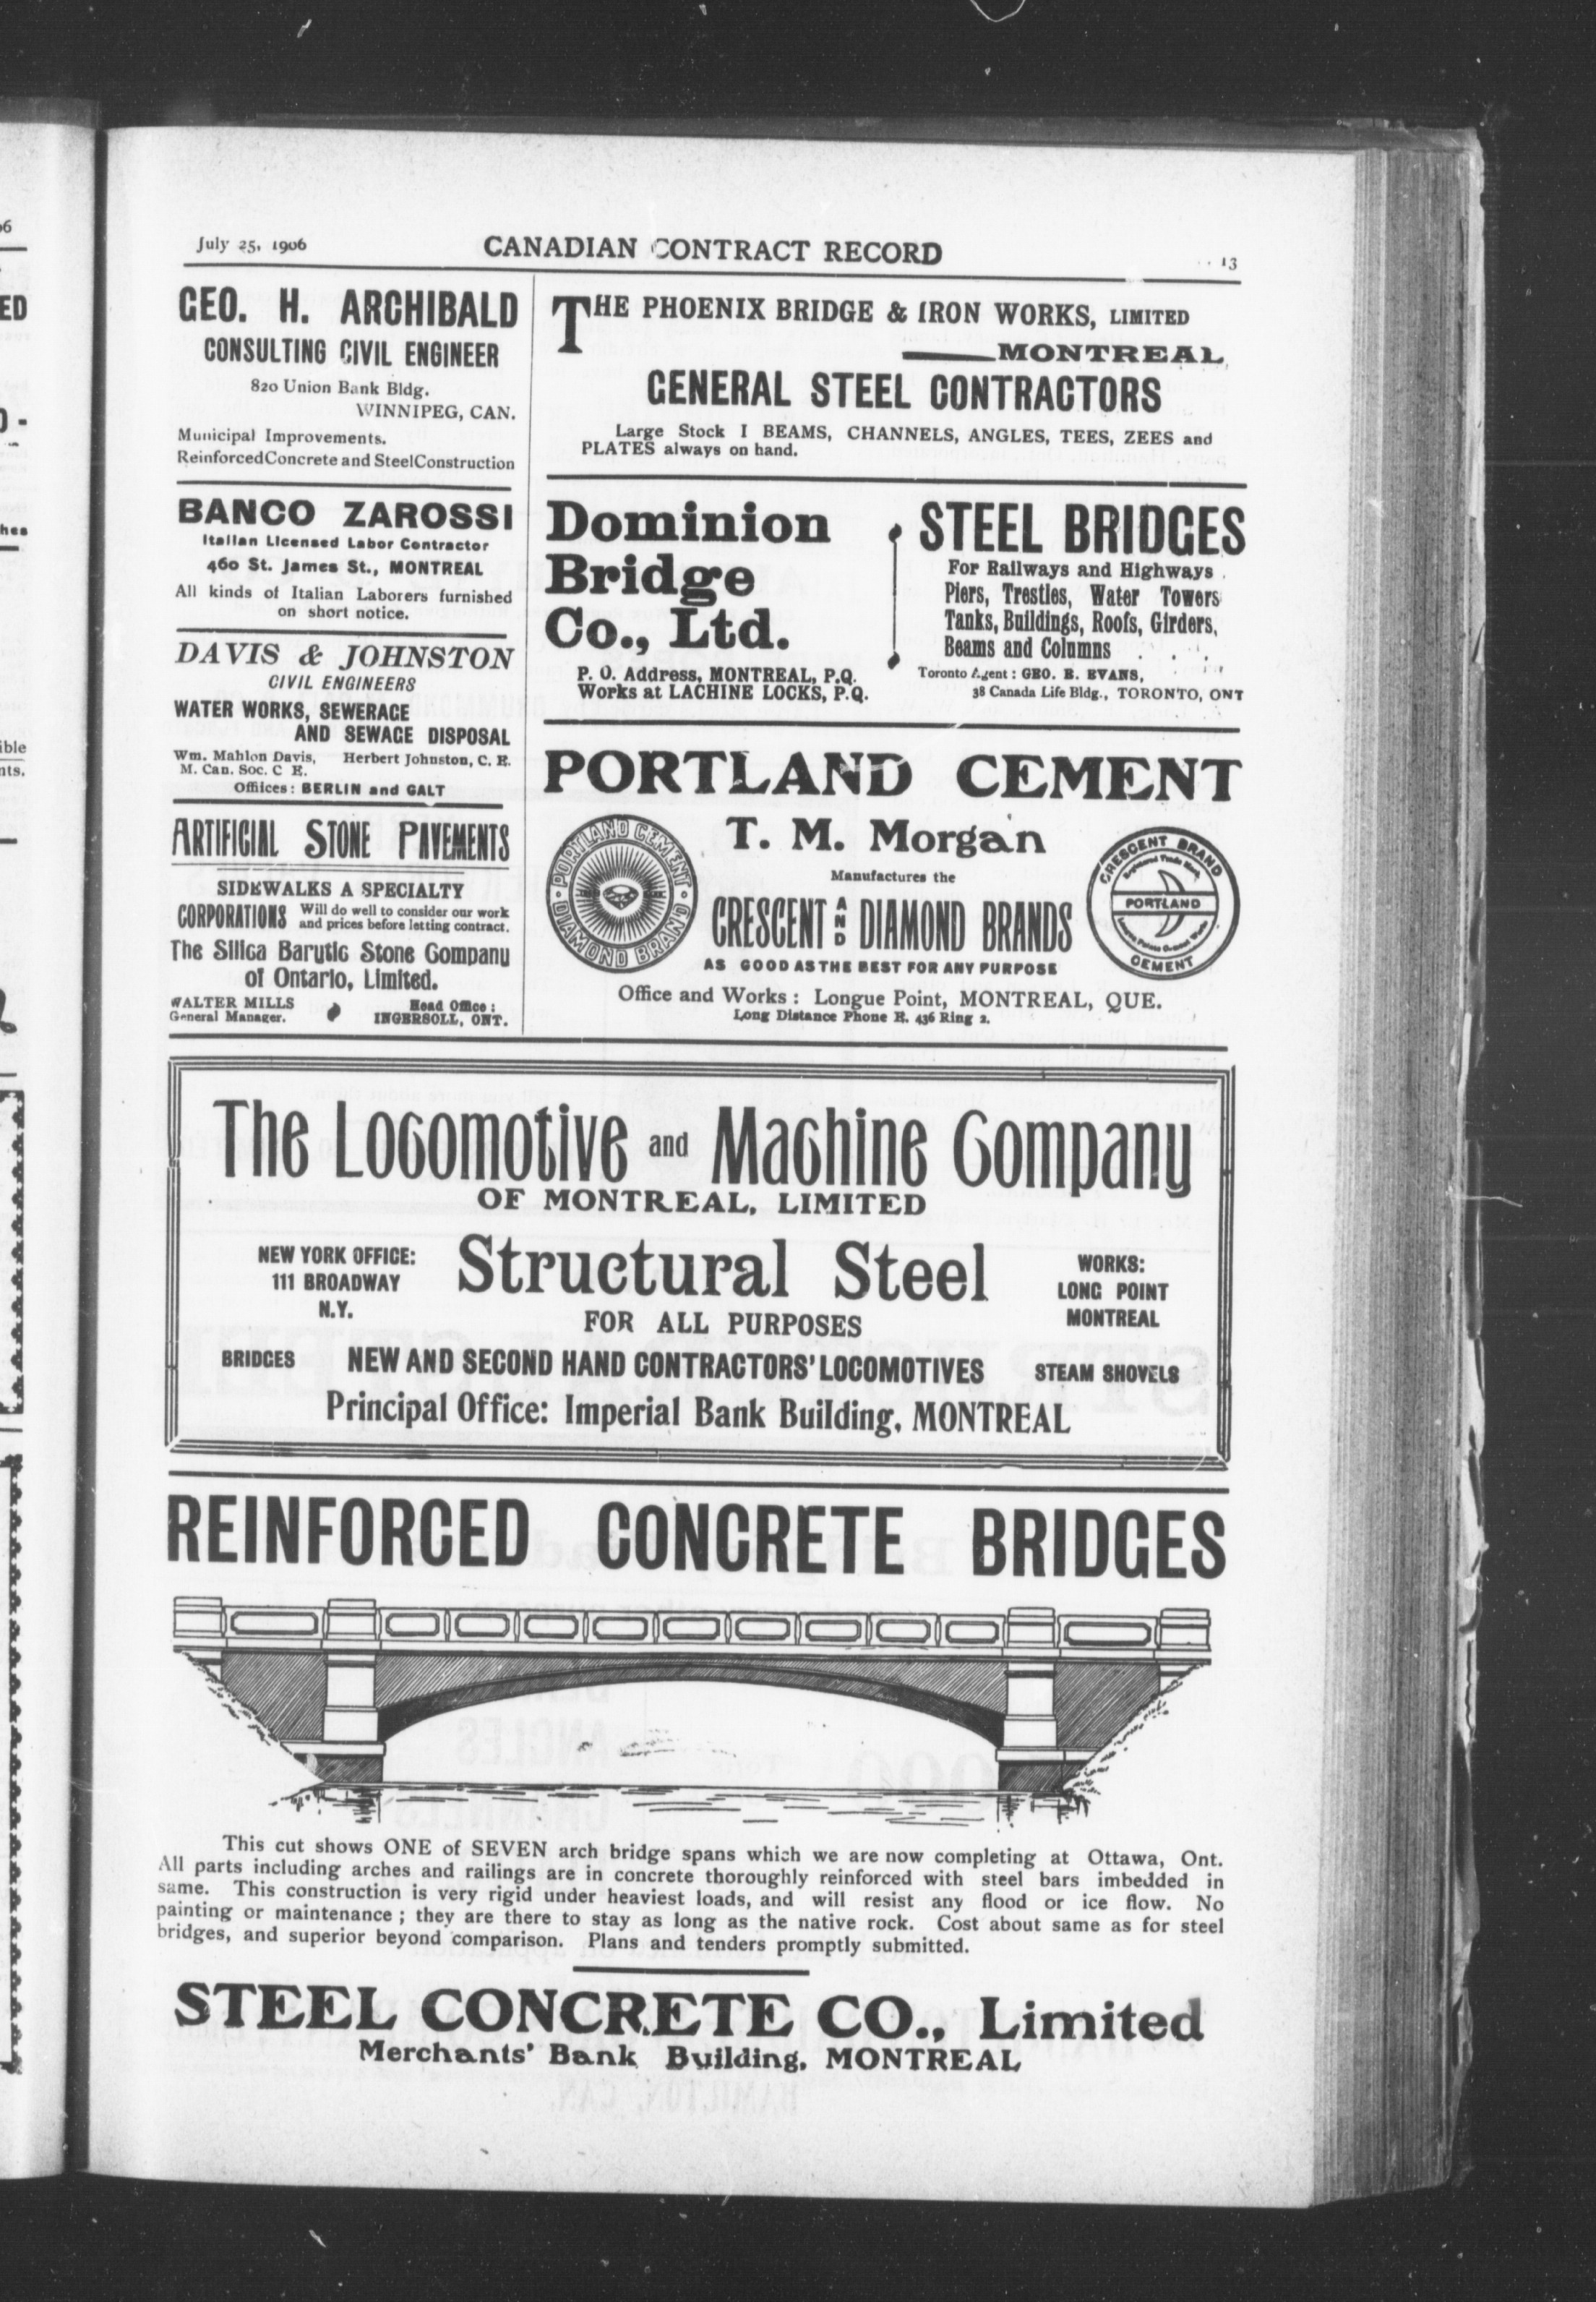 July 25, 1906
CANADIAN CONTRACT RECORD
13
GEO. H. ARCHIBALD
CONSULTING CIVIL ENGINEER
820 Union Bank Bldg.
WINNIPEG, CAN.
Municipal Improvements.
Reinforced Concrete and Steel Construction
BANCO ZAROSSI
Italian Licensed Labor Contractor
460 St. James St., MONTREAL
All kinds of Italian Laborers furnished
on short notice.
DAVIS & JOHNSTON
CIVIL ENGINEERS
WATER WORKS, SEWERAGE
AND SEWAGE DISPOSAL
Wm. Mahlon Davis, Herbert Johnston, C. E.
M. Can. Soc. C E.
Offiices: BERLIN and GALT
ARTIFICIAL STONE PAVEMENTS
SIDEWALKS A SPECIALTY
CORPORATIONS Will do well to consider our work
and prices before letting contract.
The Silica Barytic Stone Company
of Ontario, Limited.
WALTER MILLS
General Manager.
Head Office:
INGERSOLL, ONT.
THE PHOENIX BRIDGE & IRON WORKS, LIMITED
MONTREAL
GENERAL STEEL CONTRACTORS
Large Stock I BEAMS, CHANNELS, ANGLES, TEES, ZEES and
PLATES always on hand.
Dominion
Bridge
Co., Ltd.
P. O. Address, MONTREAL, P.Q.
Works at LACHINE LOCKS, P.Q.
STEEL BRIDGES
For Railways and Highways.
Piers, Trestles, Water Towers
Tanks, Buildings, Roofs, Girders,
Beams and Columns . . . .
Toronto Agent: GEO. E. EVANS,
38 Canada Life Bldg., TORONTO, ONT
PORTLAND CEMENT
PORTLAND CEMENT
DIAMOND BRAND
T. M. Morgan
Manufactures the
CRESCENT AND DIAMOND BRANDS
AS GOOD AS THE BEST FOR ANY PURPOSE
CRESCENT BRAND
Registered Trade Mark
PORTLAND
CEMENT
Office and Works: Longue Point, MONTREAL, QUE.
Long Distance Phone E. 436 Ring 2.
The Locomotive and Machine Company
OF MONTREAL, LIMITED
NEW YORK OFFICE:
111 BROADWAY
N.Y.
Structural Steel
FOR ALL PURPOSES
WORKS:
LONG POINT
MONTREAL
BRIDGES NEW AND SECOND HAND CONTRACTORS' LOCOMOTIVES STEAM SHOVELS
Principal Office: Imperial Bank Building, MONTREAL
REINFORCED CONCRETE BRIDGES
This cut shows ONE of SEVEN arch bridge spans which we are now completing at Ottawa, Ont.
All parts including arches and railings are in concrete thoroughly reinforced with steel bars imbedded in
same. This construction is very rigid under heaviest loads, and will resist any flood or ice flow. No
painting or maintenance; they are there to stay as long as the native rock. Cost about same as for steel
bridges, and superior beyond comparison. Plans and tenders promptly submitted.
STEEL CONCRETE CO., Limited
Merchants' Bank Building, MONTREAL